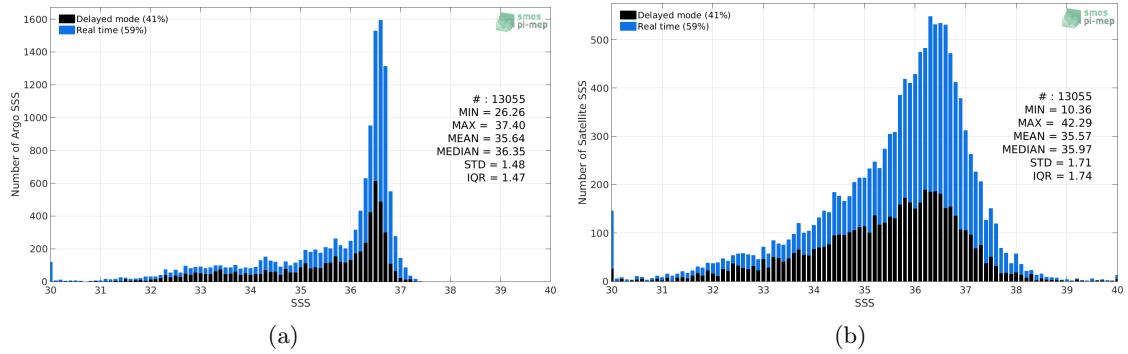 Delayed mode (41%)
Real time (59%)
smos
pi-mep
1600
1400
1200
1000
800
600
400
200
0
Number of Argo SSS
# : 13055
MIN = 26.26
MAX = 37.40
MEAN = 35.64
MEDIAN = 36.35
STD = 1.48
IQR = 1.47
30 31 32 33 34 35 36 37 38 39 40
SSS
(a)
Delayed mode (41%)
Real time (59%)
smos
pi-mep
500
400
300
200
100
0
Number of Satellite SSS
# : 13055
MIN = 10.36
MAX = 42.29
MEAN = 35.57
MEDIAN = 35.97
STD = 1.71
IQR = 1.74
30 31 32 33 34 35 36 37 38 39 40
SSS
(b)